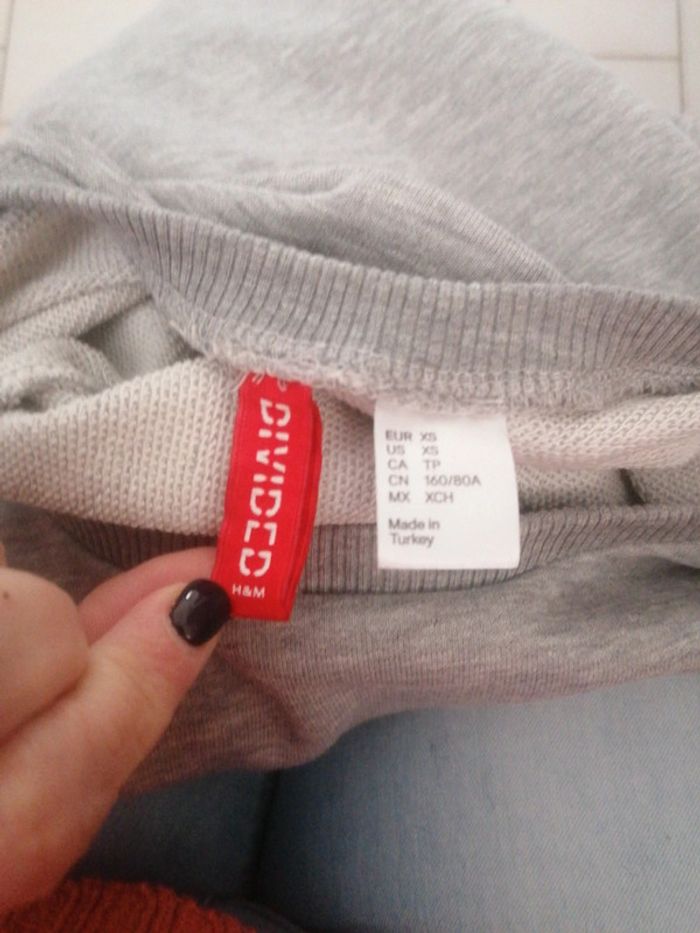 DIVIDED
H&M
EUR XS
US XS
CA TP
CN 160/80A
MX XCH
Made in
Turkey